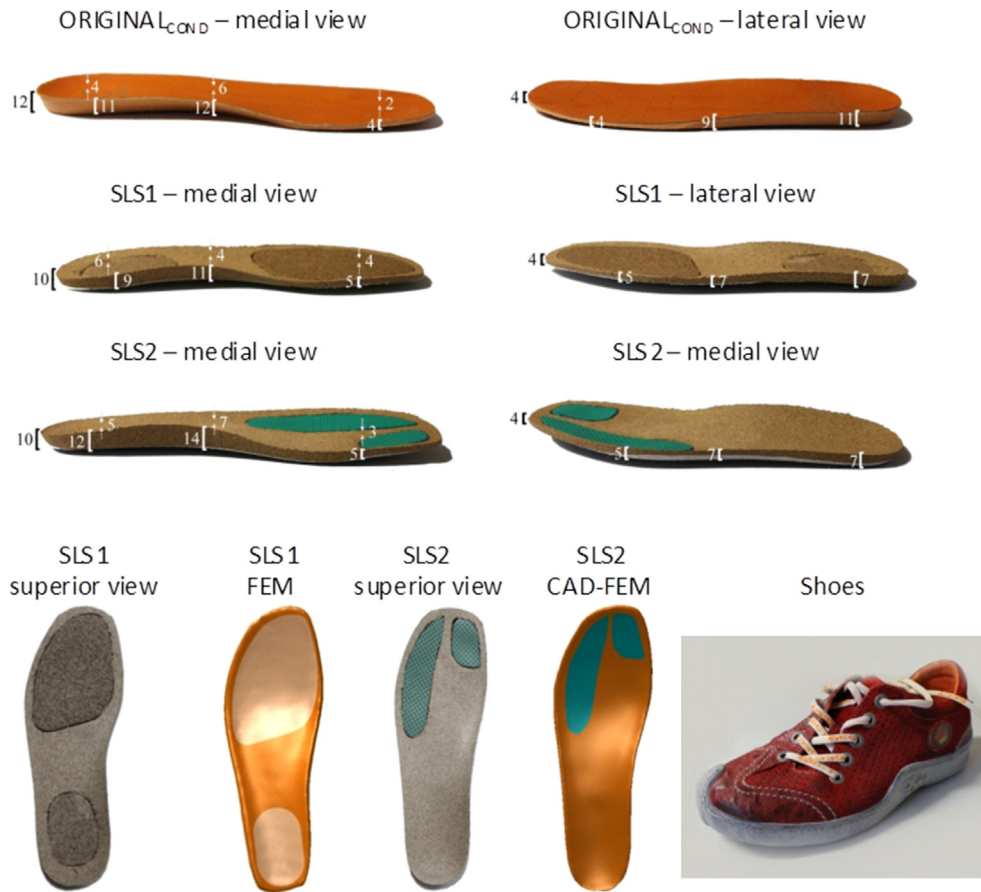 ORIGINALCOND – medial view
ORIGINALCOND – lateral view
12 4 11 6 12 2 4
4 4 9 11
SLS1 – medial view
SLS1 – lateral view
10 6 9 4 11 4 5
4 5 7 7
SLS2 – medial view
SLS2 – medial view
10 5 12 7 14 3 5
4 5 7 7
SLS1
superior view
SLS1
FEM
SLS2
superior view
SLS2
CAD-FEM
Shoes